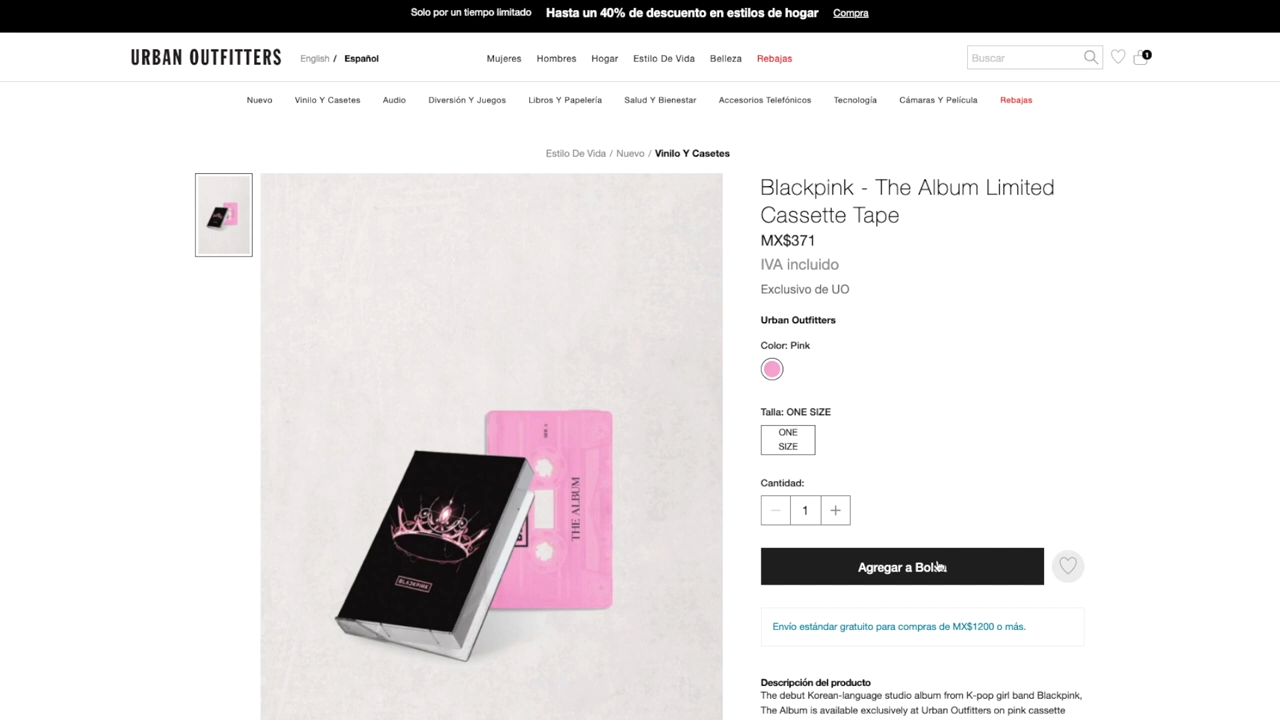 Solo por un tiempo limitado Hasta un 40% de descuento en estilos de hogar Compra
URBAN OUTFITTERS English / Español Mujeres Hombres Hogar Estilo De Vida Belleza Rebajas Buscar 1
Nuevo Vinilo Y Casetes Audio Diversión Y Juegos Libros Y Papelería Salud Y Bienestar Accesorios Telefónicos Tecnología Cámaras Y Película Rebajas
Estilo De Vida / Nuevo / Vinilo Y Casetes
Blackpink - The Album Limited
Cassette Tape
MX$371
IVA incluido
Exclusivo de UO
Urban Outfitters
Color: Pink
Talla: ONE SIZE
ONE
SIZE
Cantidad:
1
Agregar a Bolsa
Envío estándar gratuito para compras de MX$1200 o más.
Descripción del producto
The debut Korean-language studio album from K-pop girl band Blackpink,
The Album is available exclusively at Urban Outfitters on pink cassette
THE ALBUM
BLACKPINK